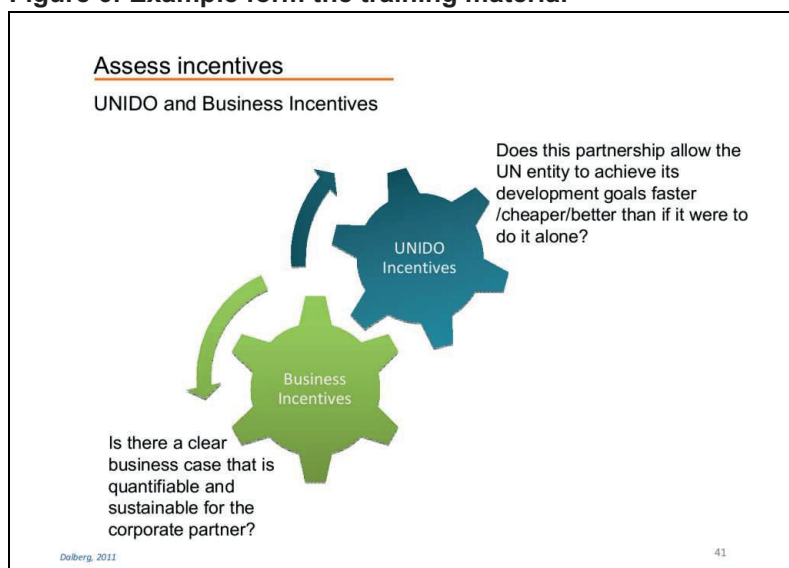 Figure Example form the training material
Assess incentives
UNIDO and Business Incentives
Does this partnership allow the
UN entity to achieve its
development goals faster
/cheaper/better than if it were to
do it alone?
UNIDO
Incentives
Business
Incentives
Is there a clear
business case that is
quantifiable and
sustainable for the
corporate partner?
Dalberg, 2011
41